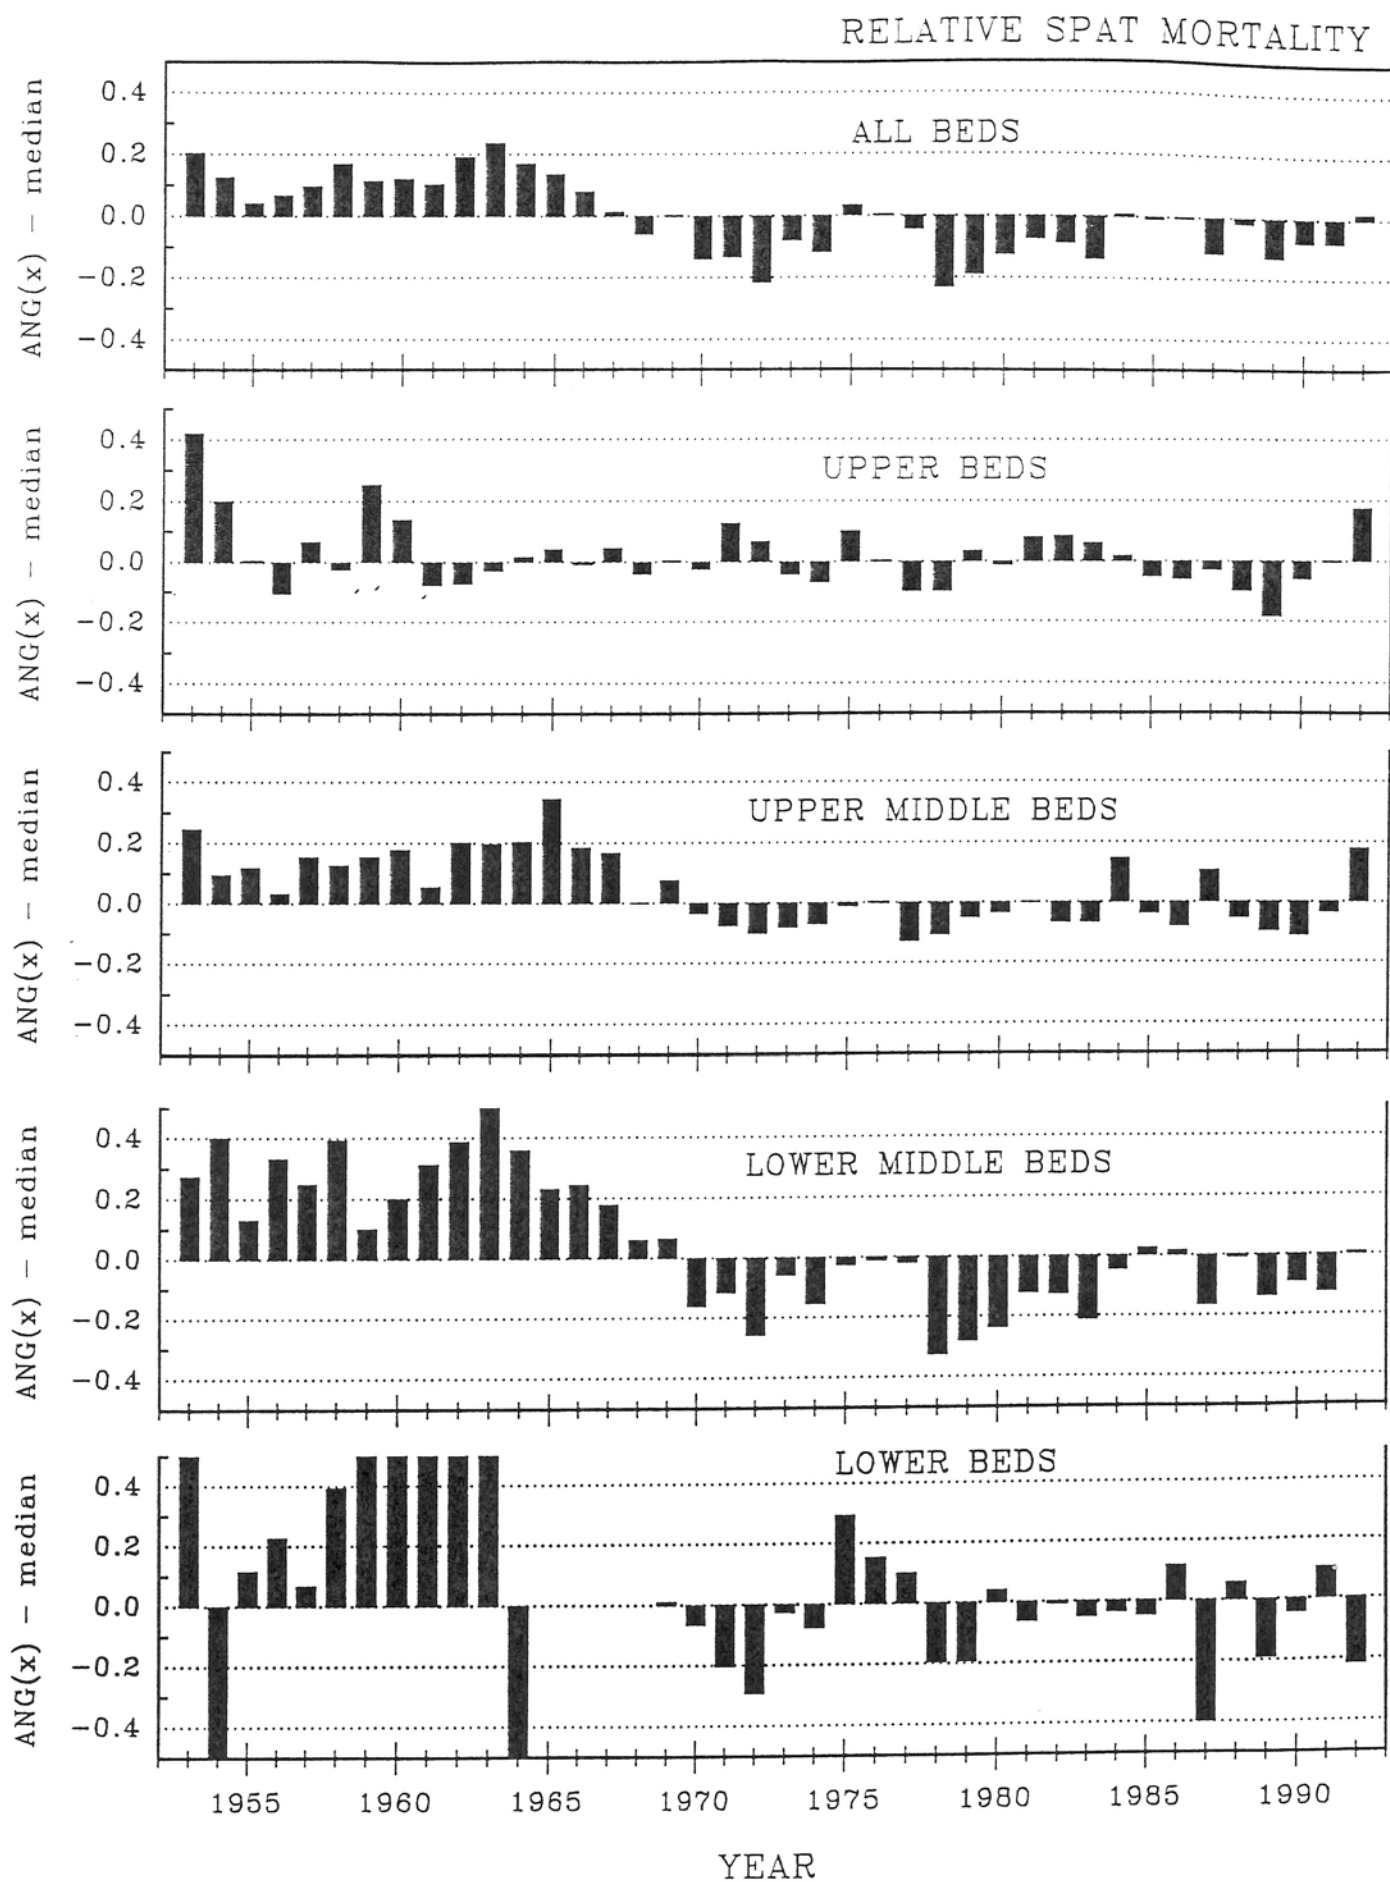 RELATIVE SPAT MORTALITY
ALL BEDS
ANG(x) - median
0.4
0.2
0.0
-0.2
-0.4
UPPER BEDS
ANG(x) - median
0.4
0.2
0.0
-0.2
-0.4
UPPER MIDDLE BEDS
ANG(x) - median
0.4
0.2
0.0
-0.2
-0.4
LOWER MIDDLE BEDS
ANG(x) - median
0.4
0.2
0.0
-0.2
-0.4
LOWER BEDS
ANG(x) - median
0.4
0.2
0.0
-0.2
-0.4
1955 1960 1965 1970 1975 1980 1985 1990
YEAR